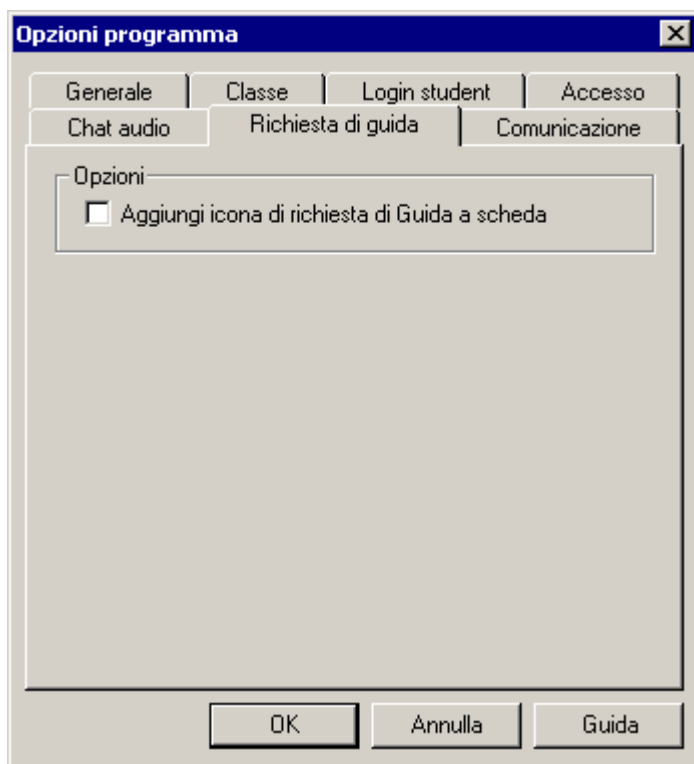 Opzioni programma
Generale Classe Login student Accesso
Chat audio Richiesta di guida Comunicazione
Opzioni
Aggiungi icona di richiesta di Guida a scheda
OK Annulla Guida